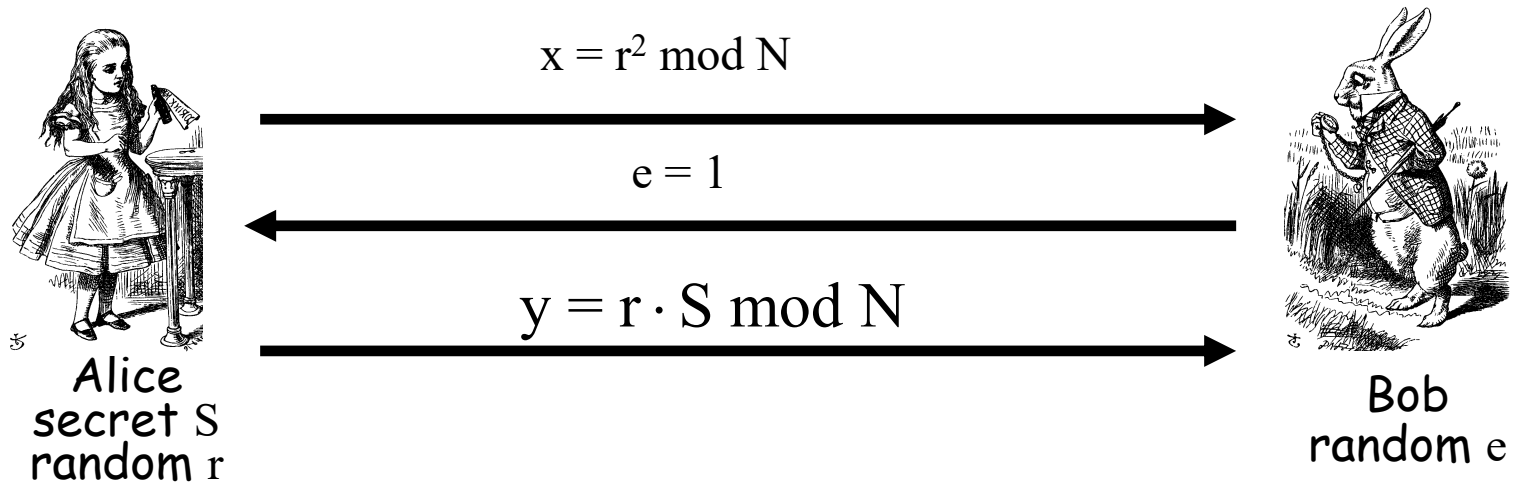 x = r² mod N
e = 1
y = r · S mod N
Alice
secret S
random r
Bob
random e